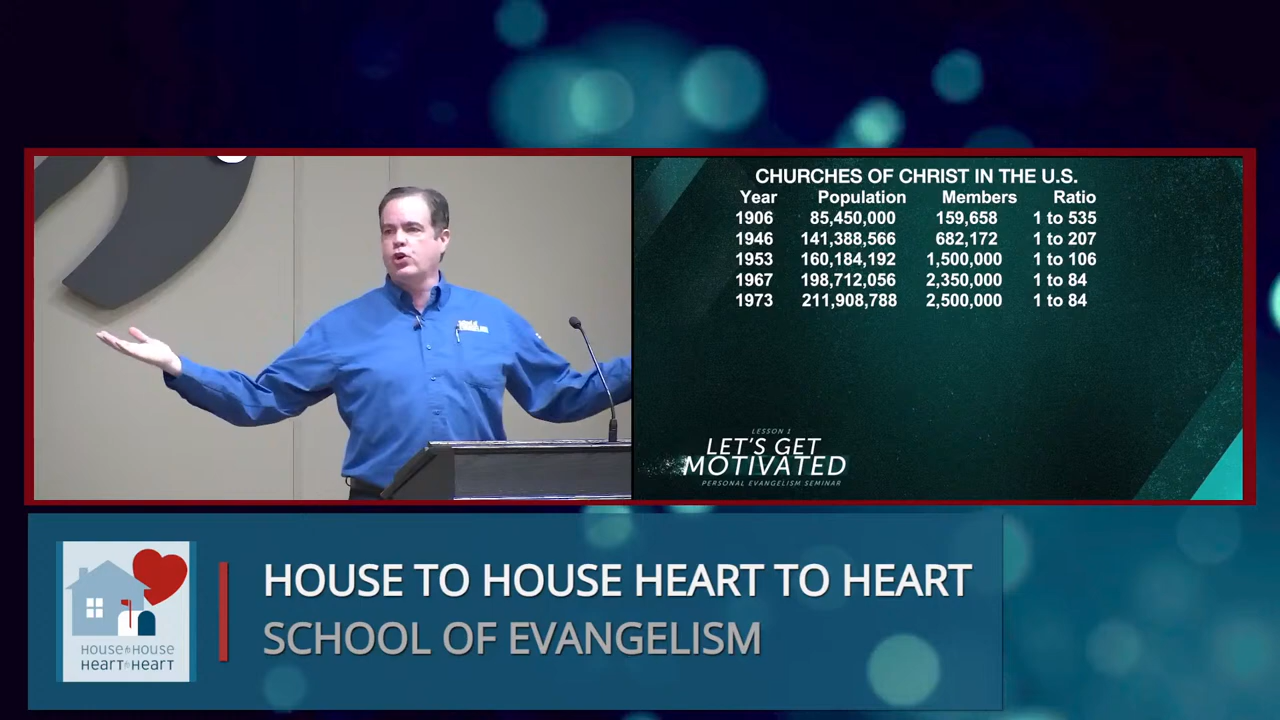 CHURCHES OF CHRIST IN THE U.S.
Year Population Members Ratio
1906 85,450,000 159,658 1 to 535
1946 141,388,566 682,172 1 to 207
1953 160,184,192 1,500,000 1 to 106
1967 198,712,056 2,350,000 1 to 84
1973 211,908,788 2,500,000 1 to 84
LESSON 1
LET'S GET
MOTIVATED
PERSONAL EVANGELISM SEMINAR
HOUSE TO HOUSE HEART TO HEART
SCHOOL OF EVANGELISM
HOUSE to HOUSE
HEART to HEART